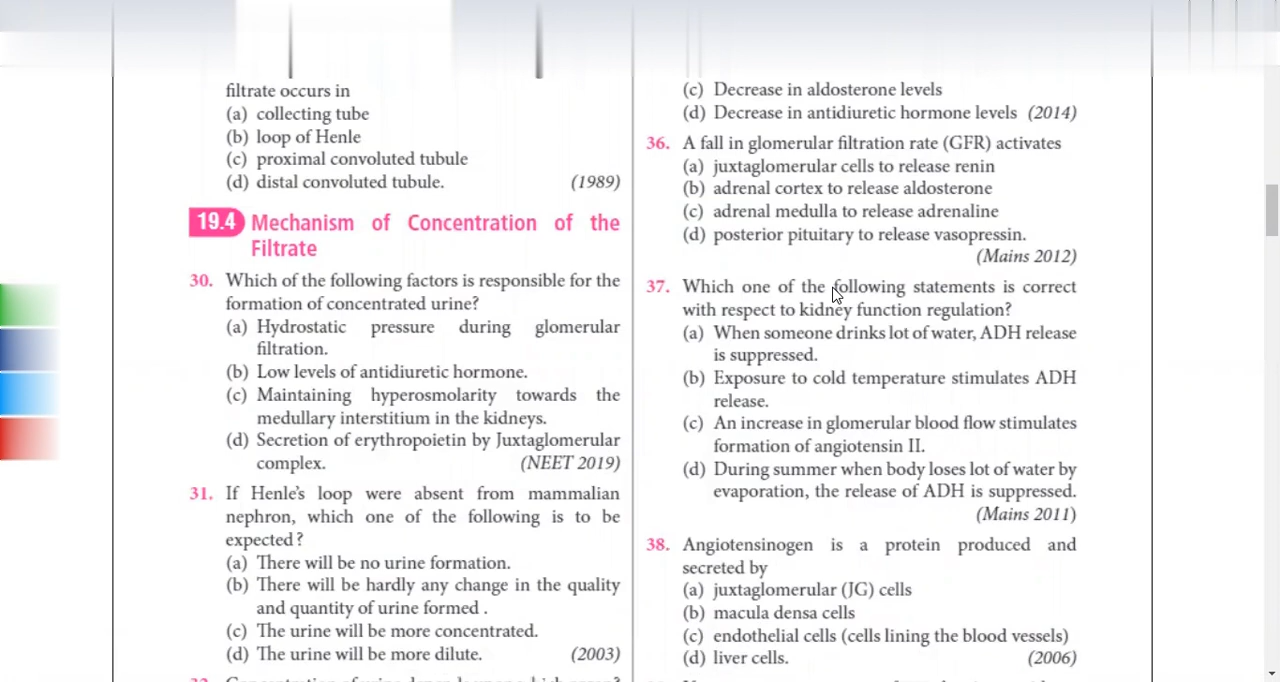 filtrate occurs in
(a) collecting tube
(b) loop of Henle
(c) proximal convoluted tubule
(d) distal convoluted tubule. (1989)
19.4 Mechanism of Concentration of the
Filtrate
30. Which of the following factors is responsible for the
formation of concentrated urine?
(a) Hydrostatic pressure during glomerular
filtration.
(b) Low levels of antidiuretic hormone.
(c) Maintaining hyperosmolarity towards the
medullary interstitium in the kidneys.
(d) Secretion of erythropoietin by Juxtaglomerular
complex. (NEET 2019)
31. If Henle's loop were absent from mammalian
nephron, which one of the following is to be
expected?
(a) There will be no urine formation.
(b) There will be hardly any change in the quality
and quantity of urine formed .
(c) The urine will be more concentrated.
(d) The urine will be more dilute. (2003)
(c) Decrease in aldosterone levels
(d) Decrease in antidiuretic hormone levels (2014)
36. A fall in glomerular filtration rate (GFR) activates
(a) juxtaglomerular cells to release renin
(b) adrenal cortex to release aldosterone
(c) adrenal medulla to release adrenaline
(d) posterior pituitary to release vasopressin.
(Mains 2012)
37. Which one of the following statements is correct
with respect to kidney function regulation?
(a) When someone drinks lot of water, ADH release
is suppressed.
(b) Exposure to cold temperature stimulates ADH
release.
(c) An increase in glomerular blood flow stimulates
formation of angiotensin II.
(d) During summer when body loses lot of water by
evaporation, the release of ADH is suppressed.
(Mains 2011)
38. Angiotensinogen is a protein produced and
secreted by
(a) juxtaglomerular (JG) cells
(b) macula densa cells
(c) endothelial cells (cells lining the blood vessels)
(d) liver cells. (2006)